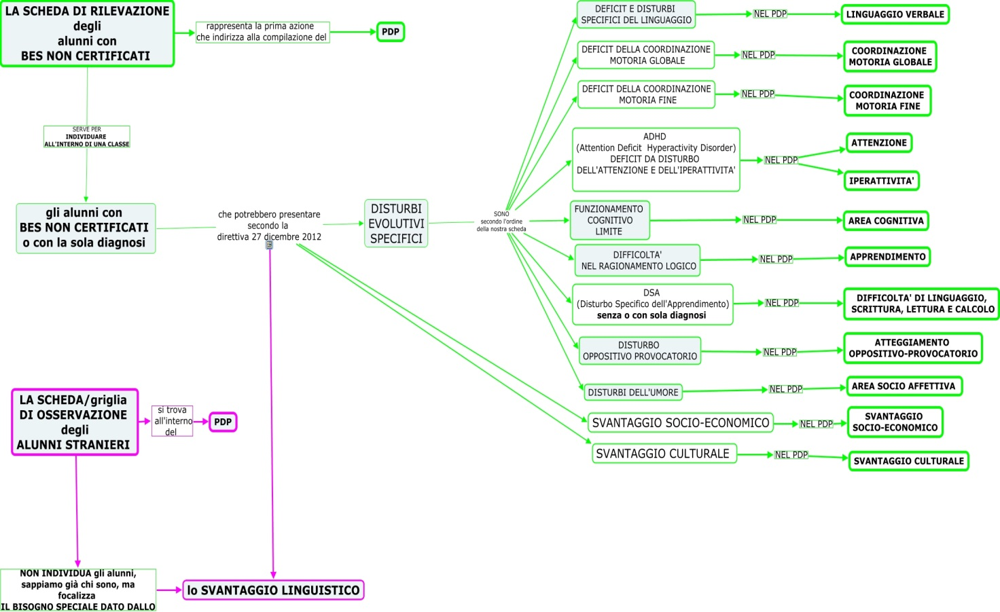 LA SCHEDA DI RILEVAZIONE
degli
alunni con
BES NON CERTIFICATI
rappresenta la prima azione
che indirizza alla compilazione del
PDP
SERVE PER
INDIVIDUARE
ALL'INTERNO DI UNA CLASSE
gli alunni con
BES NON CERTIFICATI
o con la sola diagnosi
che potrebbero presentare
secondo la
direttiva 27 dicembre 2012
DISTURBI
EVOLUTIVI
SPECIFICI
SONO
secondo l'ordine
della nostra scheda
DEFICIT E DISTURBI
SPECIFICI DEL LINGUAGGIO
NEL PDP
LINGUAGGIO VERBALE
DEFICIT DELLA COORDINAZIONE
MOTORIA GLOBALE
NEL PDP
COORDINAZIONE
MOTORIA GLOBALE
DEFICIT DELLA COORDINAZIONE
MOTORIA FINE
NEL PDP
COORDINAZIONE
MOTORIA FINE
ADHD
(Attention Deficit Hyperactivity Disorder)
DEFICIT DA DISTURBO
DELL'ATTENZIONE E DELL'IPERATTIVITA'
NEL PDP
ATTENZIONE
IPERATTIVITA'
FUNZIONAMENTO
COGNITIVO
LIMITE
NEL PDP
AREA COGNITIVA
DIFFICOLTA'
NEL RAGIONAMENTO LOGICO
NEL PDP
APPRENDIMENTO
DSA
(Disturbo Specifico dell'Apprendimento)
senza o con sola diagnosi
NEL PDP
DIFFICOLTA' DI LINGUAGGIO,
SCRITTURA, LETTURA E CALCOLO
DISTURBO
OPPOSITIVO PROVOCATORIO
NEL PDP
ATTEGGIAMENTO
OPPOSITIVO-PROVOCATORIO
DISTURBI DELL'UMORE
NEL PDP
AREA SOCIO AFFETTIVA
SVANTAGGIO SOCIO-ECONOMICO
NEL PDP
SVANTAGGIO
SOCIO-ECONOMICO
SVANTAGGIO CULTURALE
NEL PDP
SVANTAGGIO CULTURALE
LA SCHEDA/griglia
DI OSSERVAZIONE
degli
ALUNNI STRANIERI
si trova
all'interno
del
PDP
NON INDIVIDUA gli alunni,
sappiamo già chi sono, ma
focalizza
IL BISOGNO SPECIALE DATO DALLO
lo SVANTAGGIO LINGUISTICO